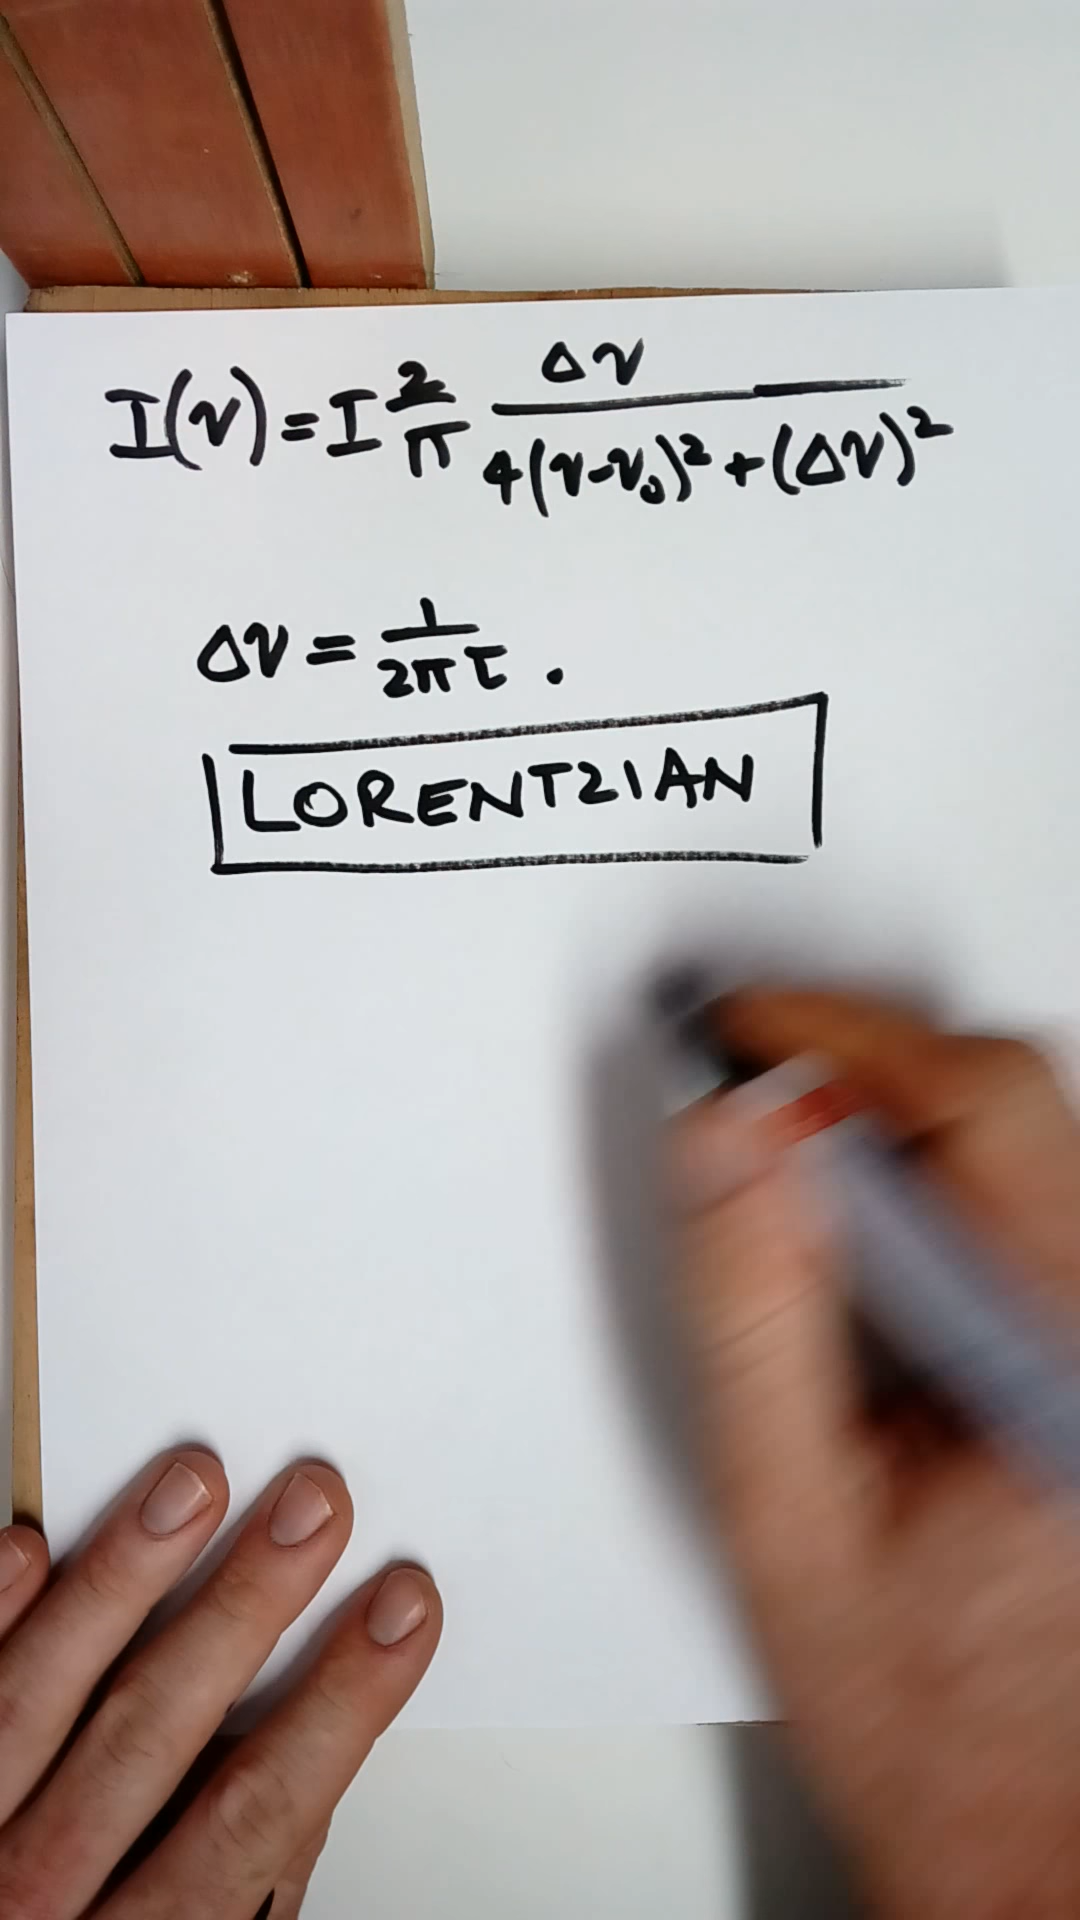 I(ν) = I 2/π Δν / 4(ν-ν₀)² + (Δν)²
Δν = 1/2πτ .
LORENTZIAN